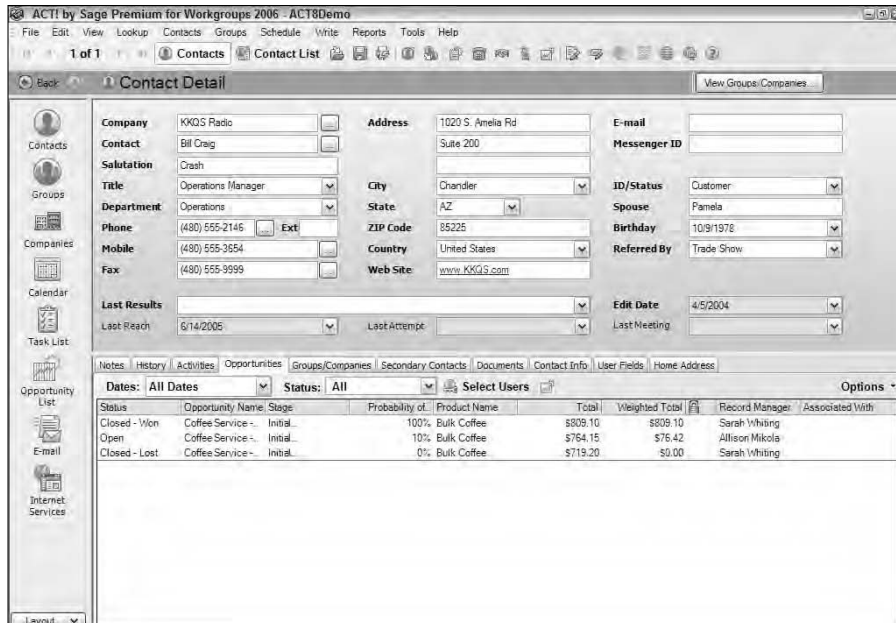 ACT! by Sage Premium for Workgroups 2006 - ACT8Demo
File Edit View Lookup Contacts Groups Schedule Write Reports Tools Help
1 of 1 Contacts Contact List
Back Contact Detail View Groups/Companies
Contacts
Groups
Companies
Calendar
Task List
Opportunity List
E-mail
Internet Services
Layout
Company KKQS Radio Address 1020 S. Amelia Rd E-mail
Contact Bill Craig Suite 200 Messenger ID
Salutation Crash
Title Operations Manager City Chandler ID/Status Customer
Department Operations State AZ Spouse Pamela
Phone (480) 555-2146 ... Ext ZIP Code 85225 Birthday 10/9/1978
Mobile (480) 555-3654 ... Country United States Referred By Trade Show
Fax (480) 555-9999 ... Web Site www.KKQS.com
Last Results Edit Date 4/5/2004
Last Reach 6/14/2005 Last Attempt Last Meeting
Notes History Activities Opportunities Groups/Companies Secondary Contacts Documents Contact Info User Fields Home Address
Dates: All Dates Status: All Select Users Options
Status Opportunity Name Stage Probability of... Product Name Total Weighted Total Record Manager Associated With
Closed - Won Coffee Service -... Initial... 100% Bulk Coffee $809.10 $809.10 Sarah Whiting
Open Coffee Service -... Initial... 10% Bulk Coffee $764.15 $76.42 Allison Mikola
Closed - Lost Coffee Service -... Initial... 0% Bulk Coffee $719.20 $0.00 Sarah Whiting